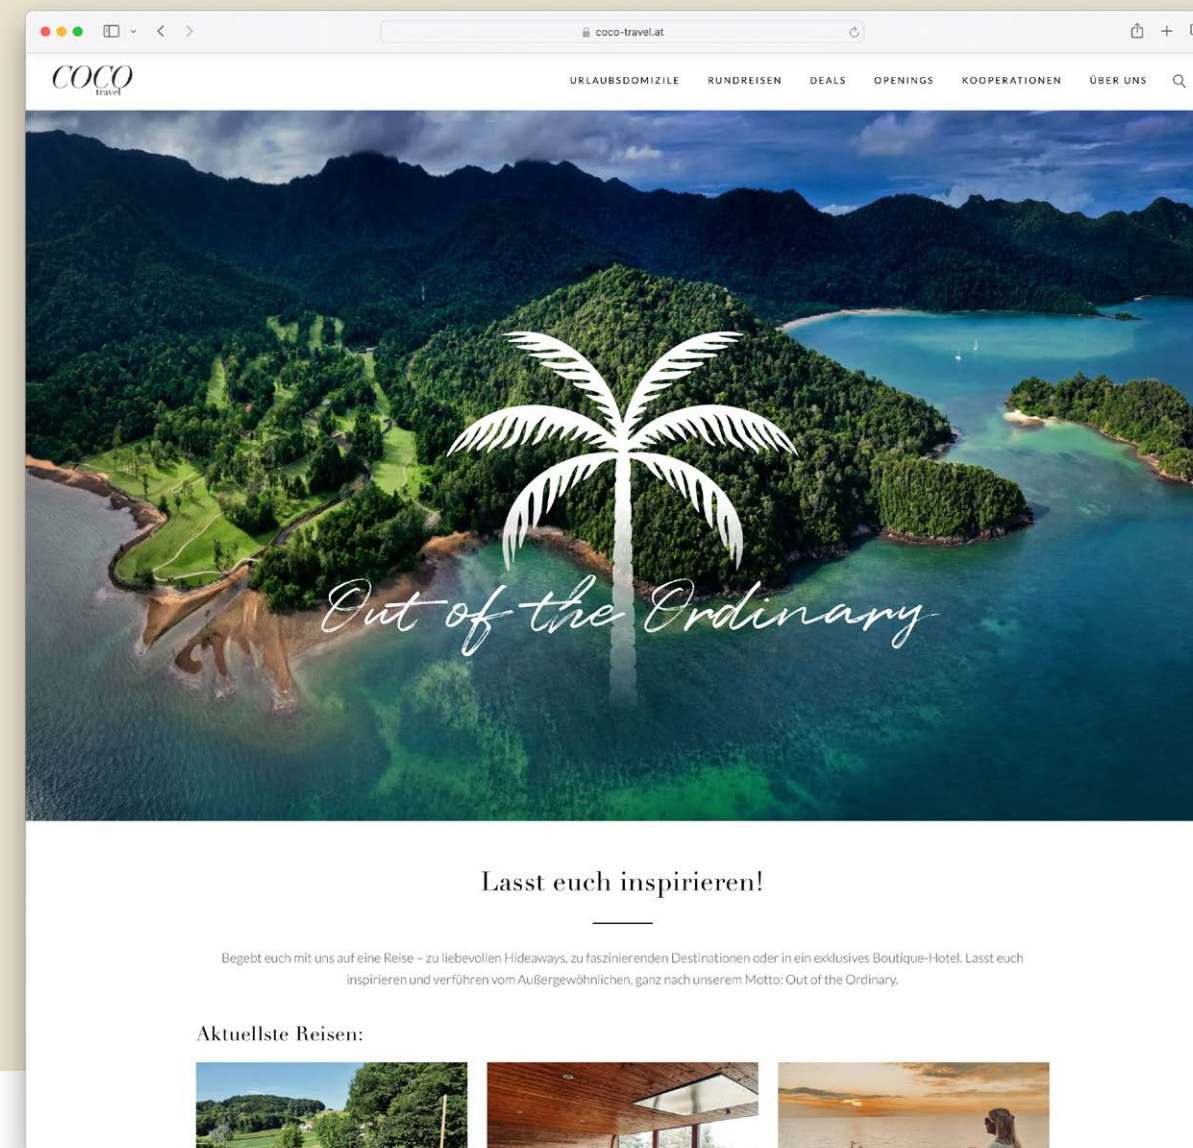 coco-travel.at
COCO
travel
URLAUBSDOMIZILE RUNDREISEN DEALS OPENINGS KOOPERATIONEN ÜBER UNS
Out of the Ordinary
Lasst euch inspirieren!
Begebt euch mit uns auf eine Reise – zu liebevollen Hideaways, zu faszinierenden Destinationen oder in ein exklusives Boutique-Hotel. Lasst euch
inspirieren und verführen vom Außergewöhnlichen, ganz nach unserem Motto: Out of the Ordinary.
Aktuellste Reisen: